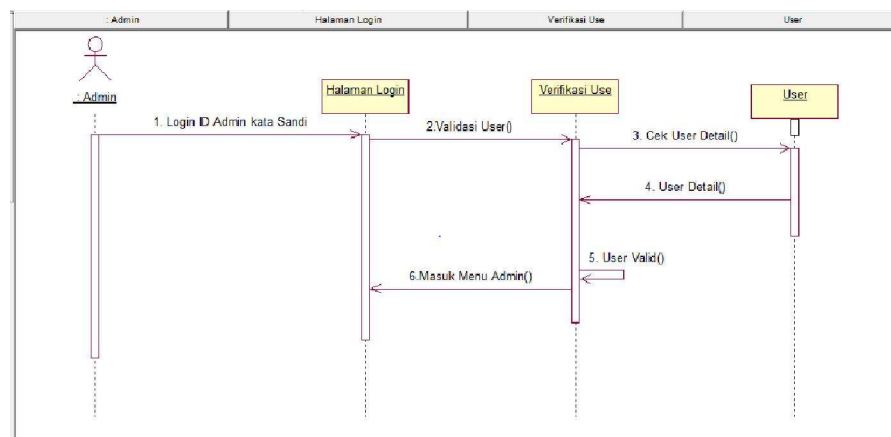 : Admin
Halaman Login
Verifikasi Use
User
: Admin
Halaman Login
Verifikasi Use
User
1. Login ID Admin kata Sandi
2.Validasi User()
3. Cek User Detail()
4. User Detail()
5. User Valid()
6.Masuk Menu Admin()